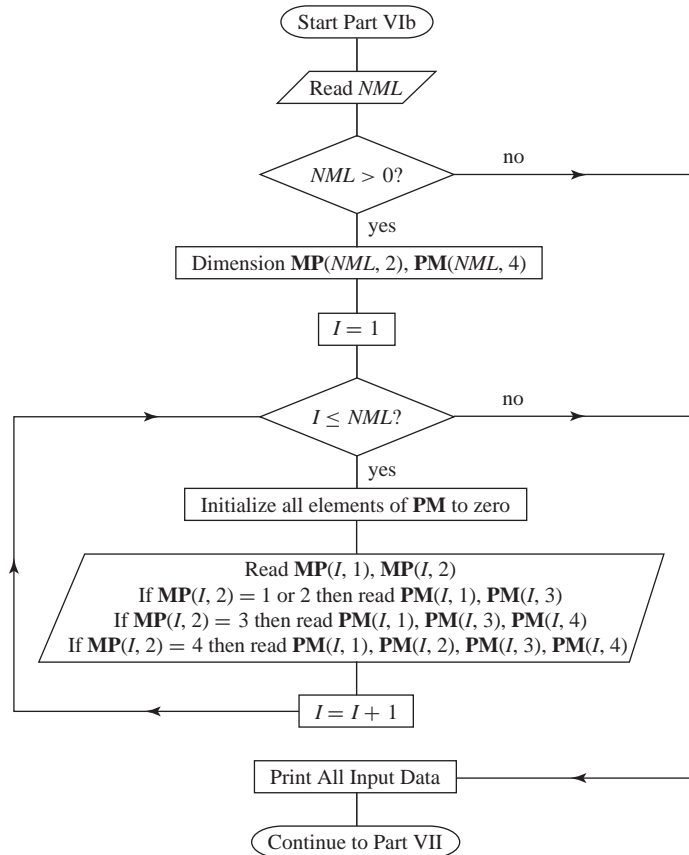 Start Part VIb
Read NML
NML > 0?
no
yes
Dimension MP(NML, 2), PM(NML, 4)
I = 1
I ≤ NML?
no
yes
Initialize all elements of PM to zero
Read MP(I, 1), MP(I, 2)
If MP(I, 2) = 1 or 2 then read PM(I, 1), PM(I, 3)
If MP(I, 2) = 3 then read PM(I, 1), PM(I, 3), PM(I, 4)
If MP(I, 2) = 4 then read PM(I, 1), PM(I, 2), PM(I, 3), PM(I, 4)
I = I + 1
Print All Input Data
Continue to Part VII